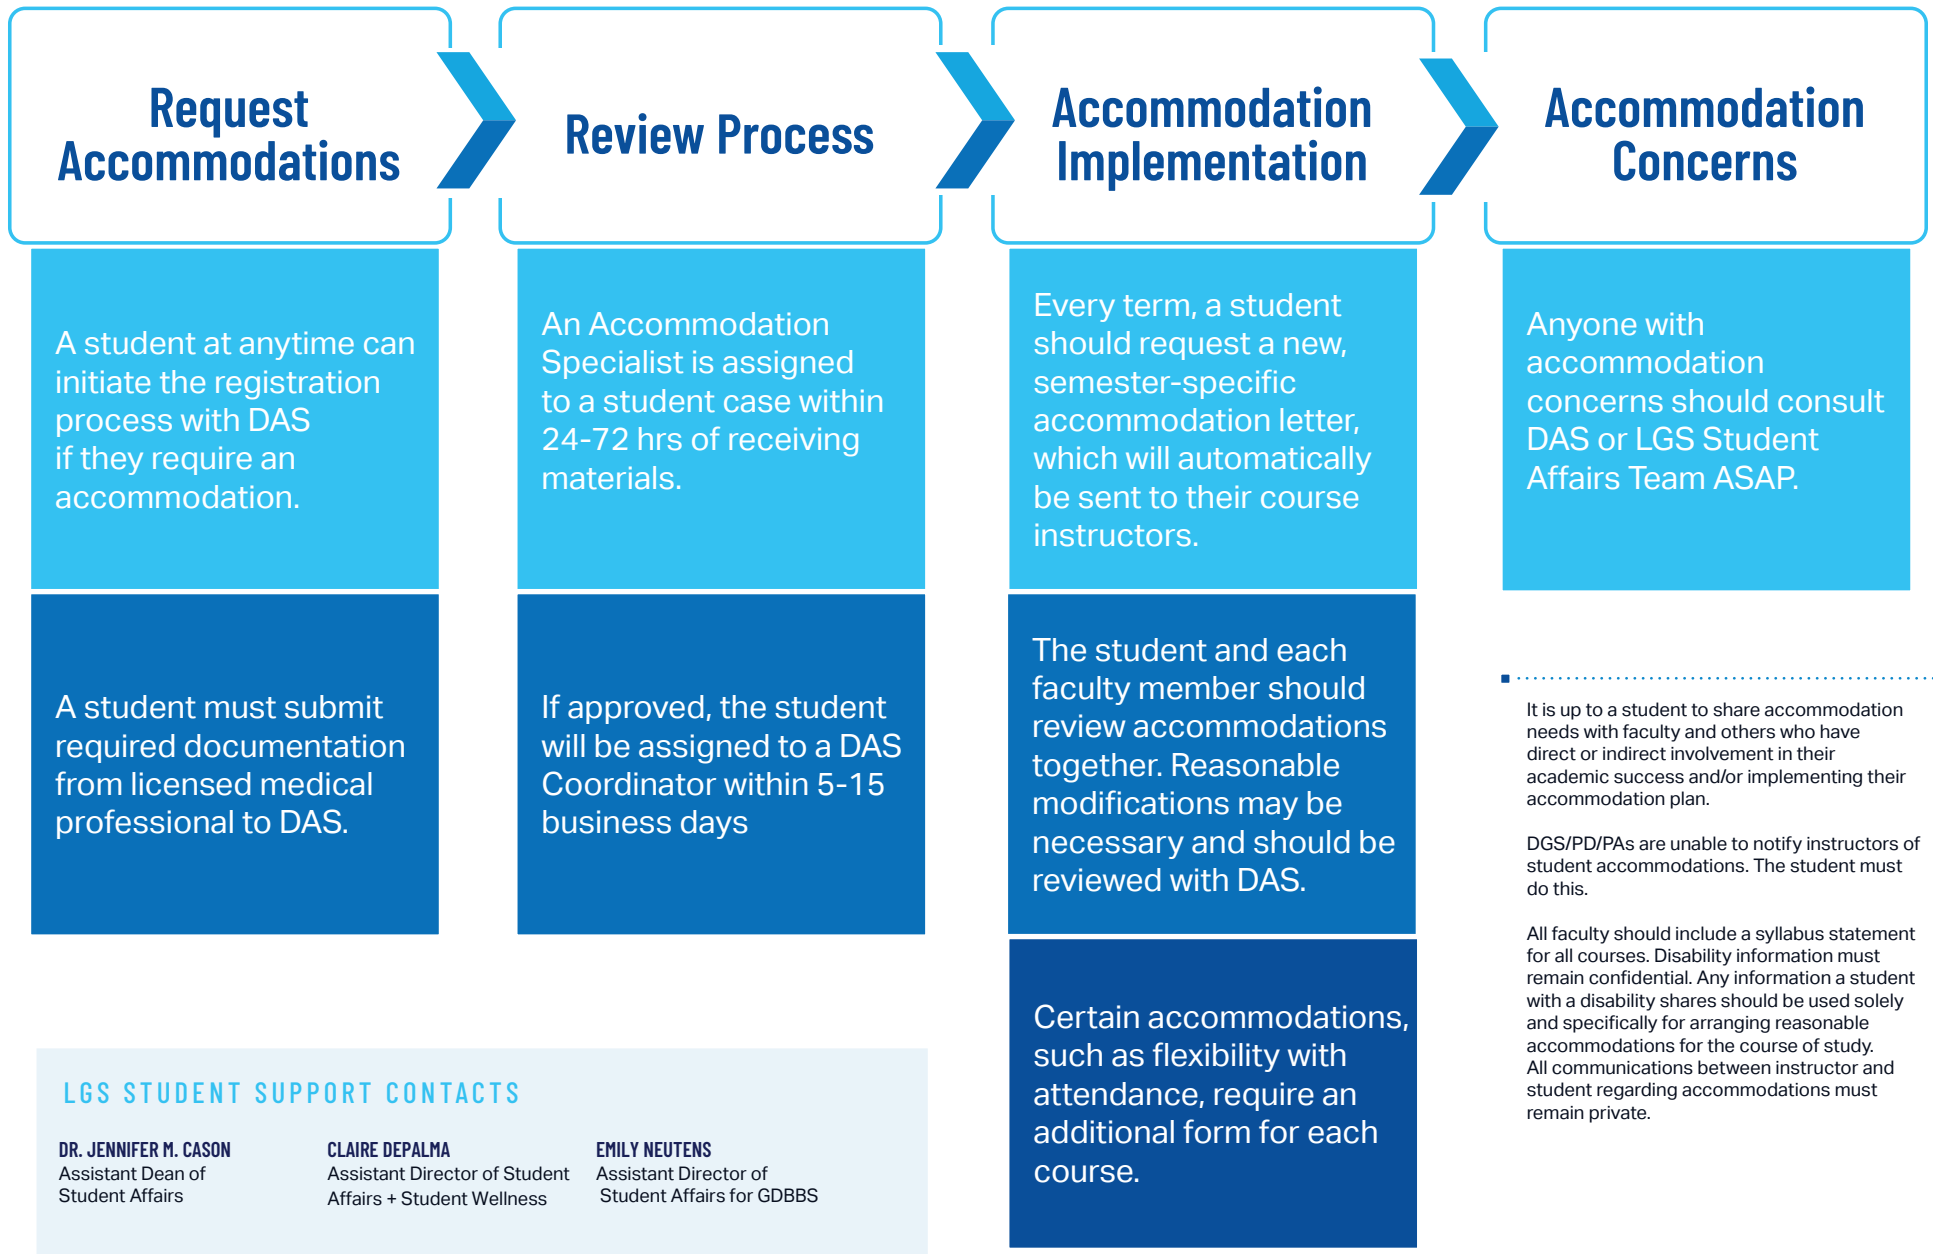 Request
Accommodations
A student at anytime can
initiate the registration
process with DAS
if they require an
accommodation.
A student must submit
required documentation
from licensed medical
professional to DAS.
Review Process
An Accommodation
Specialist is assigned
to a student case within
24-72 hrs of receiving
materials.
If approved, the student
will be assigned to a DAS
Coordinator within 5-15
business days
Accommodation
Implementation
Every term, a student
should request a new,
semester-specific
accommodation letter,
which will automatically
be sent to their course
instructors.
The student and each
faculty member should
review accommodations
together. Reasonable
modifications may be
necessary and should be
reviewed with DAS.
Certain accommodations,
such as flexibility with
attendance, require an
additional form for each
course.
Accommodation
Concerns
Anyone with
accommodation
concerns should consult
DAS or LGS Student
Affairs Team ASAP.
It is up to a student to share accommodation
needs with faculty and others who have
direct or indirect involvement in their
academic success and/or implementing their
accommodation plan.
DGS/PD/PAs are unable to notify instructors of
student accommodations. The student must
do this.
All faculty should include a syllabus statement
for all courses. Disability information must
remain confidential. Any information a student
with a disability shares should be used solely
and specifically for arranging reasonable
accommodations for the course of study.
All communications between instructor and
student regarding accommodations must
remain private.
LGS STUDENT SUPPORT CONTACTS
DR. JENNIFER M. CASON
Assistant Dean of
Student Affairs
CLAIRE DEPALMA
Assistant Director of Student
Affairs + Student Wellness
EMILY NEUTENS
Assistant Director of
Student Affairs for GDBBS